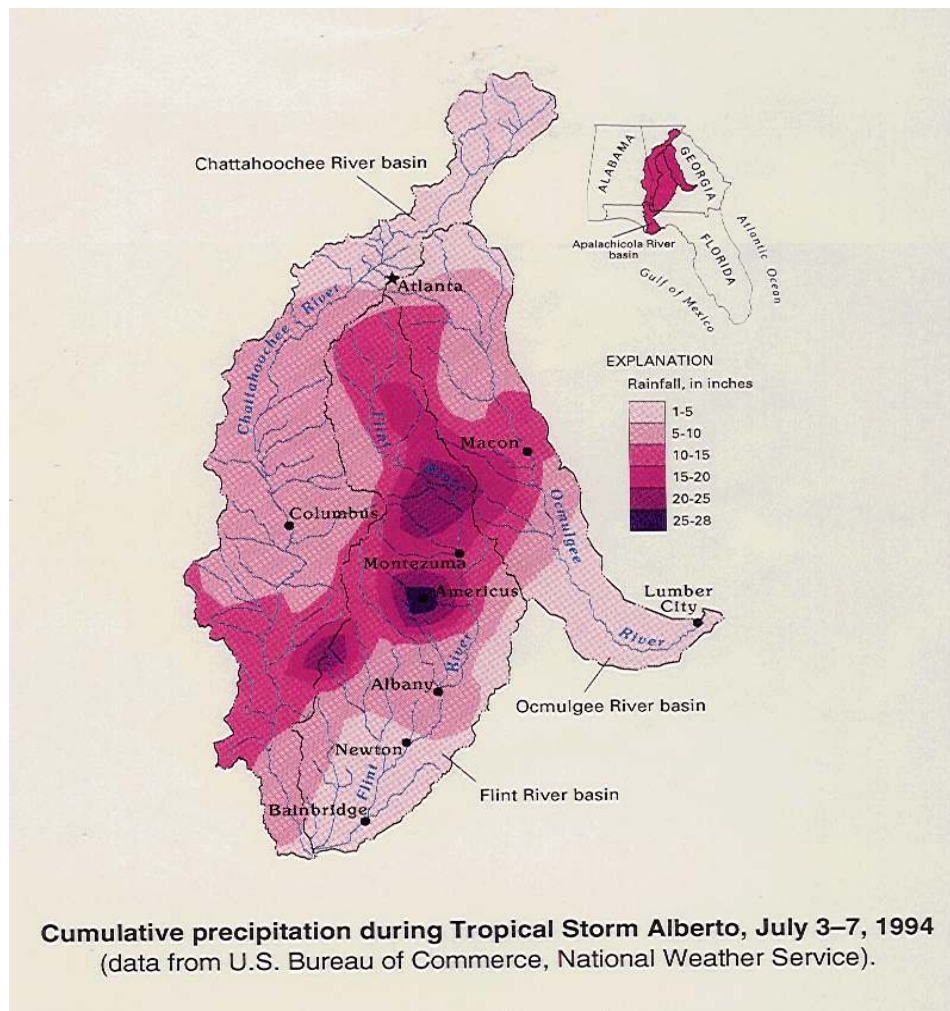 Chattahoochee River basin
ALABAMA
GEORGIA
Apalachicola River
basin
FLORIDA
Atlantic Ocean
Gulf of Mexico
Atlanta
Chattahoochee River
EXPLANATION
Rainfall, in inches
1-5
5-10
10-15
15-20
20-25
25-28
Flint
Macon
River
Columbus
Ocmulgee
Montezuma
Americus
Lumber
City
River
River
Albany
Ocmulgee River basin
Newton
Flint
Flint River basin
Bainbridge
Cumulative precipitation during Tropical Storm Alberto, July 3–7, 1994
(data from U.S. Bureau of Commerce, National Weather Service).